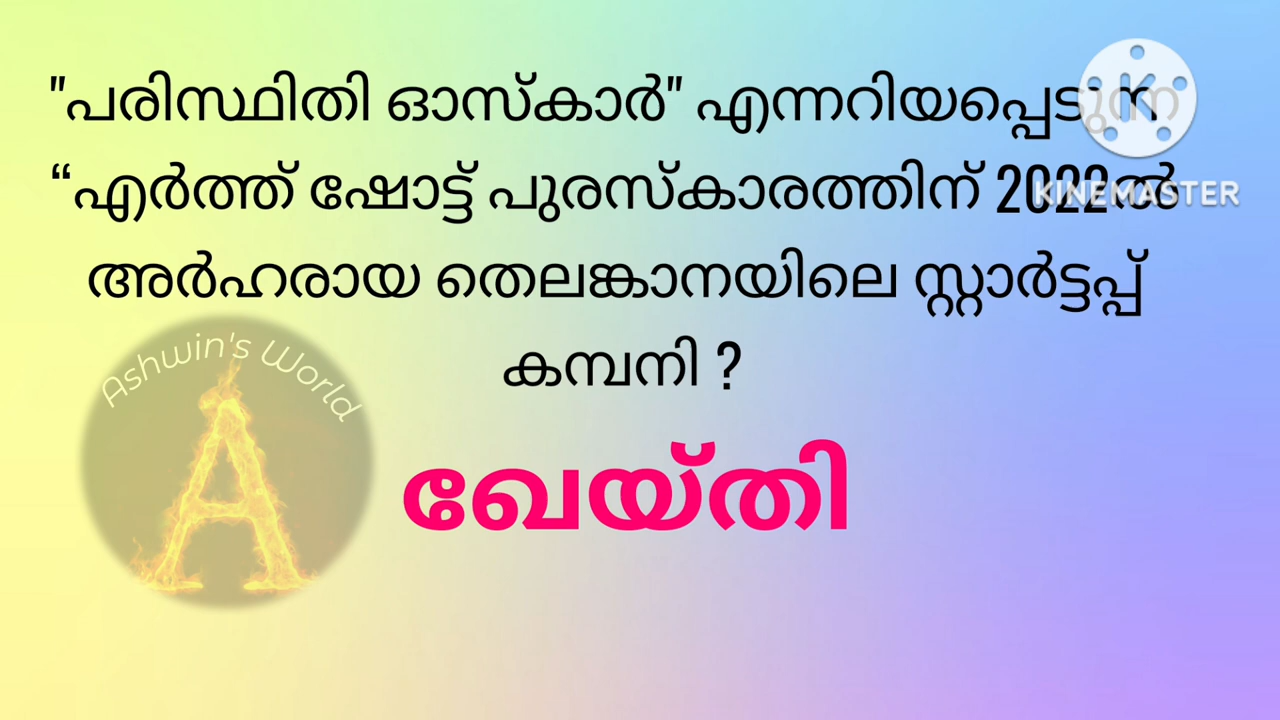 "പരിസ്ഥിതി ഓസ്കാർ" എന്നറിയപ്പെടുന്ന
“എർത്ത് ഷോട്ട് പുരസ്കാരത്തിന് 2022ൽ
അർഹരായ തെലങ്കാനയിലെ സ്റ്റാർട്ടപ്പ്
കമ്പനി ?
ഖേയ്തി
Ashwin's World
A
K
KINEMASTER